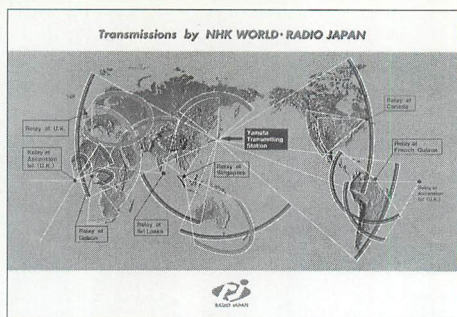 Transmissions by NHK WORLD·RADIO JAPAN
Relay at U.K.
Relay at
Ascension
Isl. (U.K.)
Relay at
Gabon
Relay at
Sri Lanka
Relay at
Singapore
Yamata
Transmitting
Station
Relay at
Canada
Relay at
French Guiana
Relay at
Ascension
Isl. (U.K.)
RADIO JAPAN